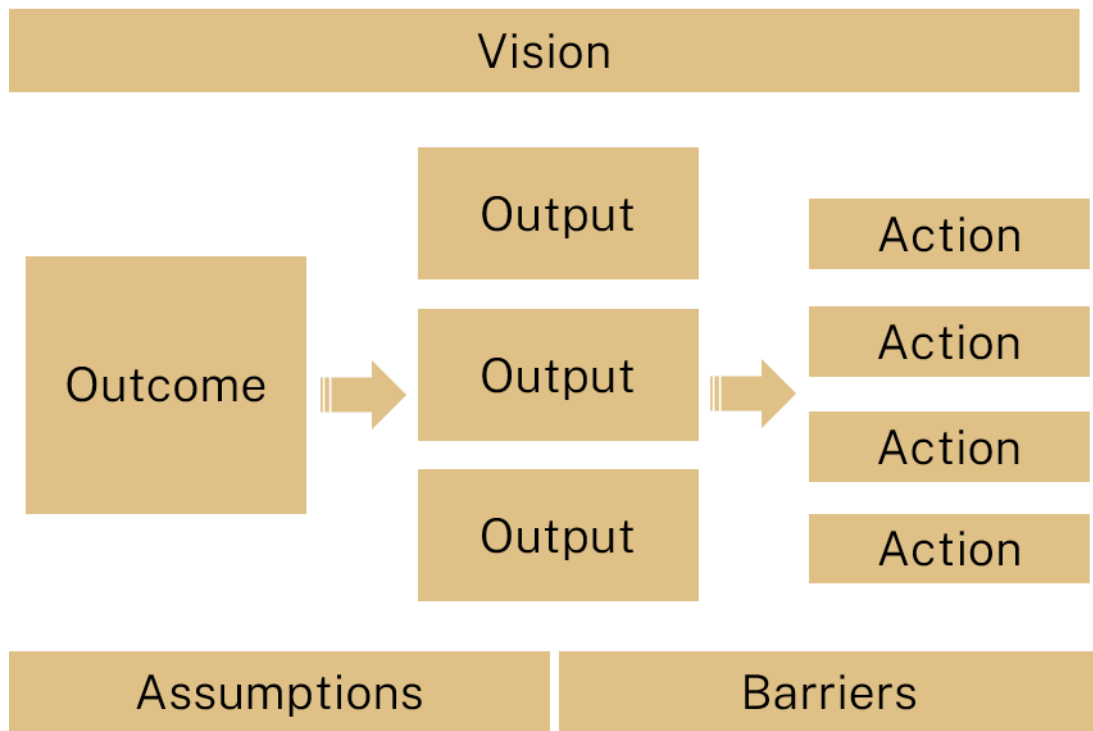 Vision
Outcome
Output
Output
Output
Action
Action
Action
Action
Assumptions
Barriers